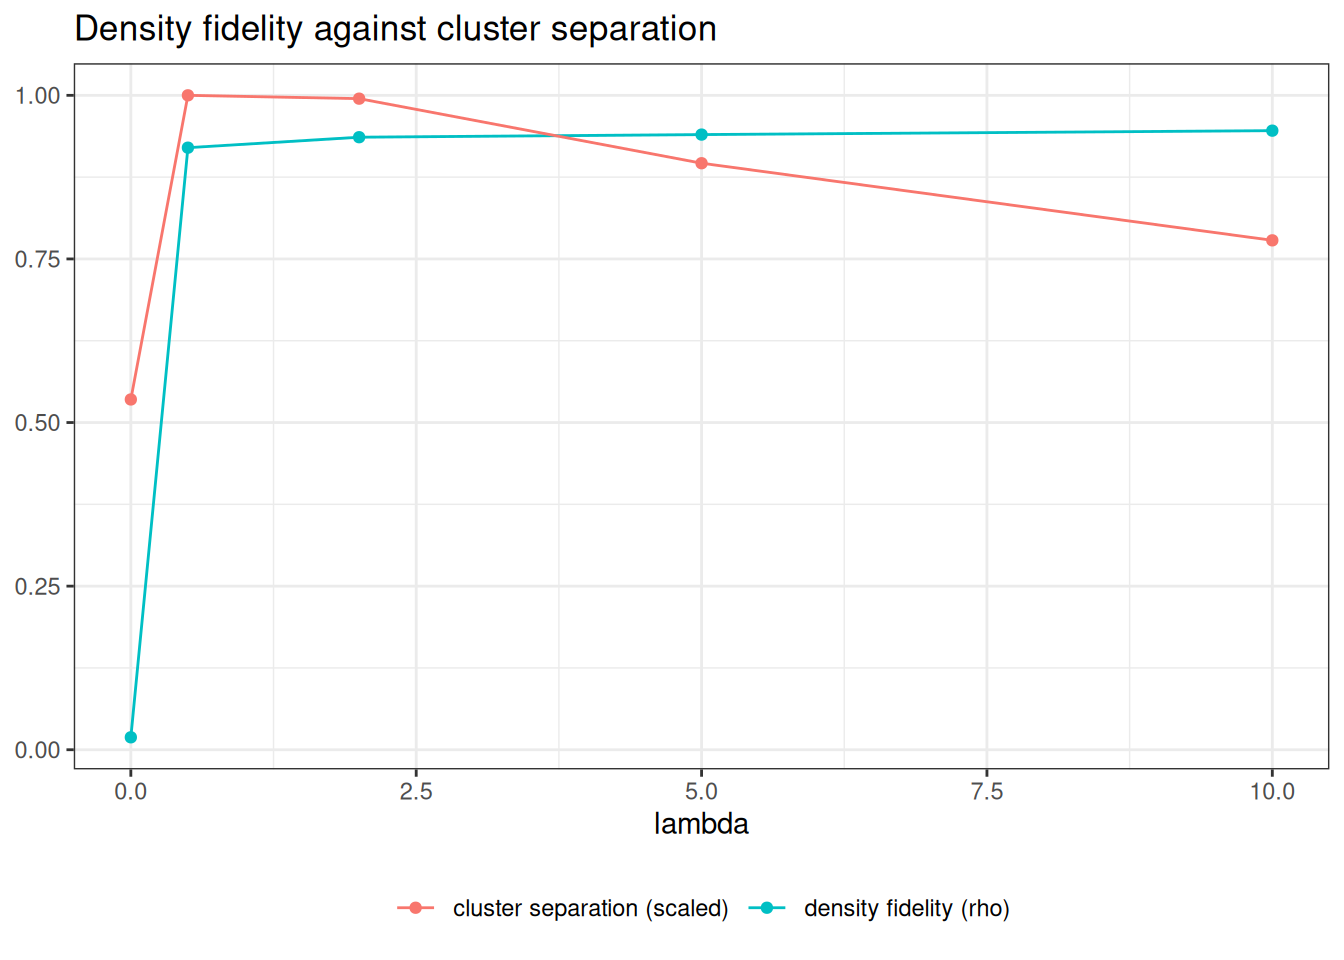 Density fidelity against cluster separation
1.00
0.75
0.50
0.25
0.00
0.0 2.5 5.0 7.5 10.0
lambda
cluster separation (scaled) density fidelity (rho)